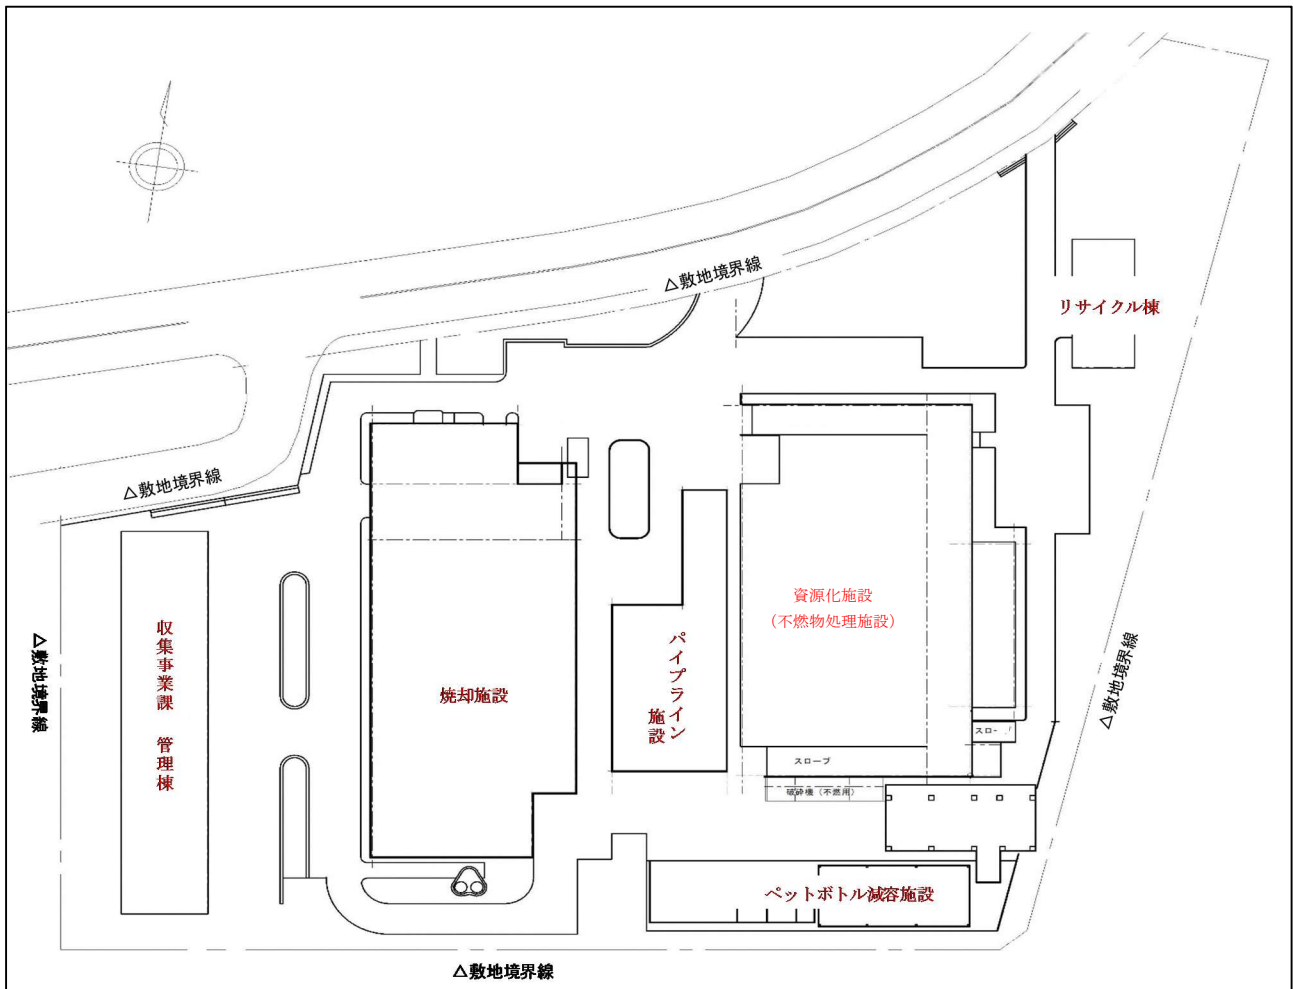 △敷地境界線
リサイクル棟
△敷地境界線
資源化施設
（不燃物処理施設）
収集事業課　管理棟
△敷地境界線
焼却施設
パイプライン
施設
△敷地境界線
スロープ
スロー
破砕機（不燃用）
ペットボトル減容施設
△敷地境界線